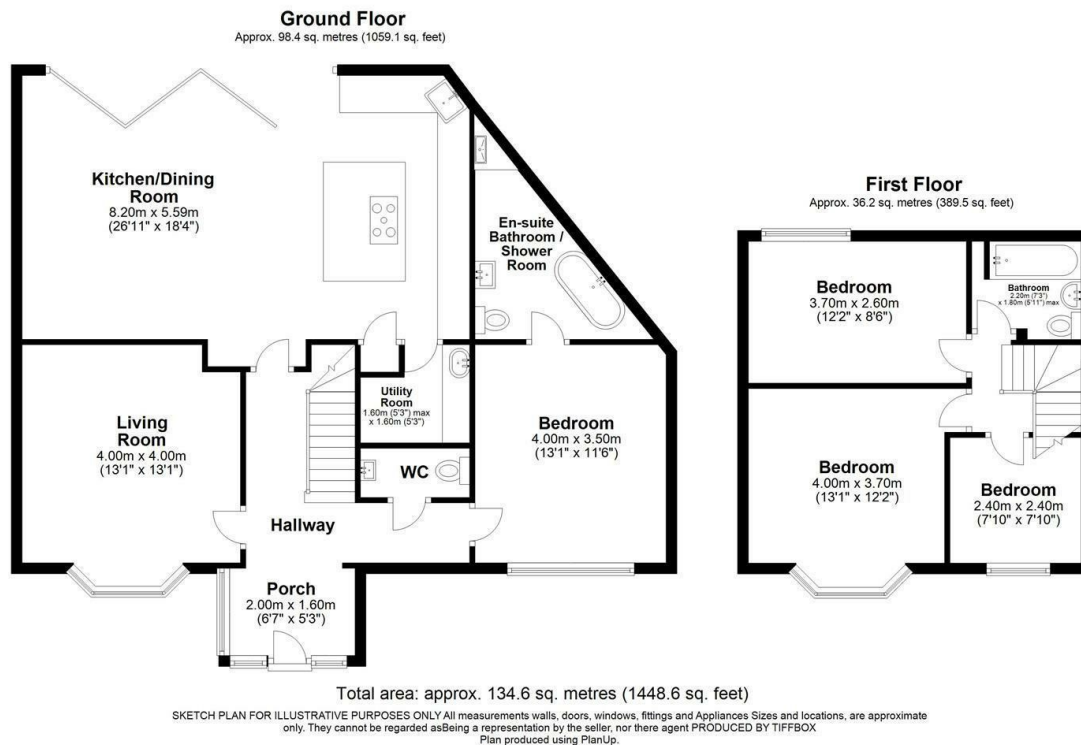 Ground Floor
Approx. 98.4 sq. metres (1059.1 sq. feet)
Kitchen/Dining
Room
8.20m x 5.59m
(26'11" x 18'4")
En-suite
Bathroom /
Shower
Room
Living
Room
4.00m x 4.00m
(13'1" x 13'1")
Utility
Room
1.60m (5'3") max
x 1.60m (5'3")
WC
Bedroom
4.00m x 3.50m
(13'1" x 11'6")
Hallway
Porch
2.00m x 1.60m
(6'7" x 5'3")
First Floor
Approx. 36.2 sq. metres (389.5 sq. feet)
Bedroom
3.70m x 2.60m
(12'2" x 8'6")
Bathroom
2.20m (7'3")
x 1.80m (5'11") max
Bedroom
4.00m x 3.70m
(13'1" x 12'2")
Bedroom
2.40m x 2.40m
(7'10" x 7'10")
Total area: approx. 134.6 sq. metres (1448.6 sq. feet)
SKETCH PLAN FOR ILLUSTRATIVE PURPOSES ONLY All measurements walls, doors, windows, fittings and Appliances Sizes and locations, are approximate
only. They cannot be regarded asBeing a representation by the seller, nor there agent PRODUCED BY TIFFBOX
Plan produced using PlanUp.